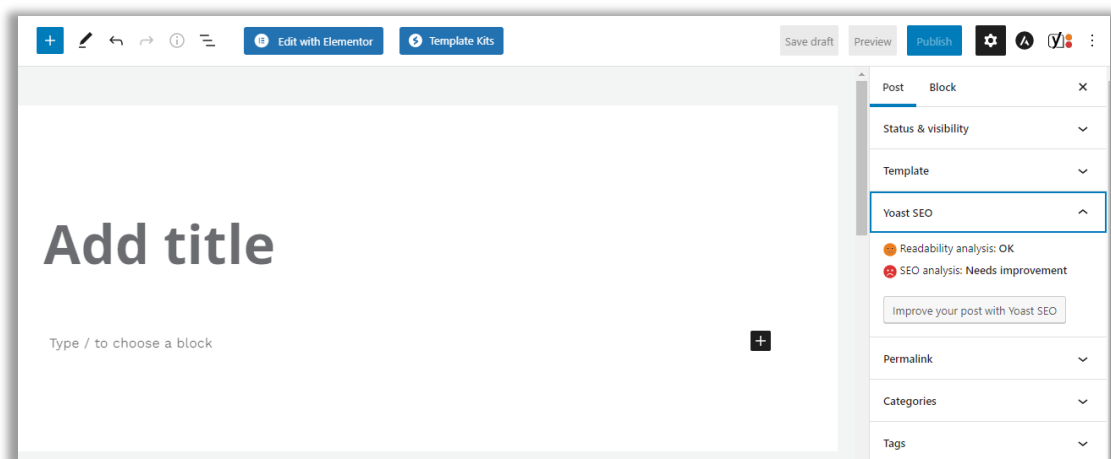 Edit with Elementor Template Kits Save draft Preview Publish
Post Block
Status & visibility
Template
Yoast SEO
Add title
Readability analysis: OK
SEO analysis: Needs improvement
Improve your post with Yoast SEO
Type / to choose a block
Permalink
Categories
Tags